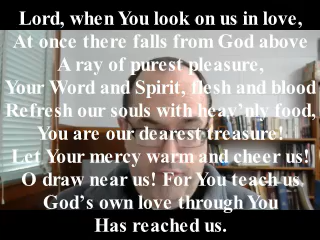 Lord, when You look on us in love,
At once there falls from God above
A ray of purest pleasure,
Your Word and Spirit, flesh and blood
Refresh our souls with heav'nly food,
You are our dearest treasure!
Let Your mercy warm and cheer us!
O draw near us! For You teach us
God's own love through You
Has reached us.